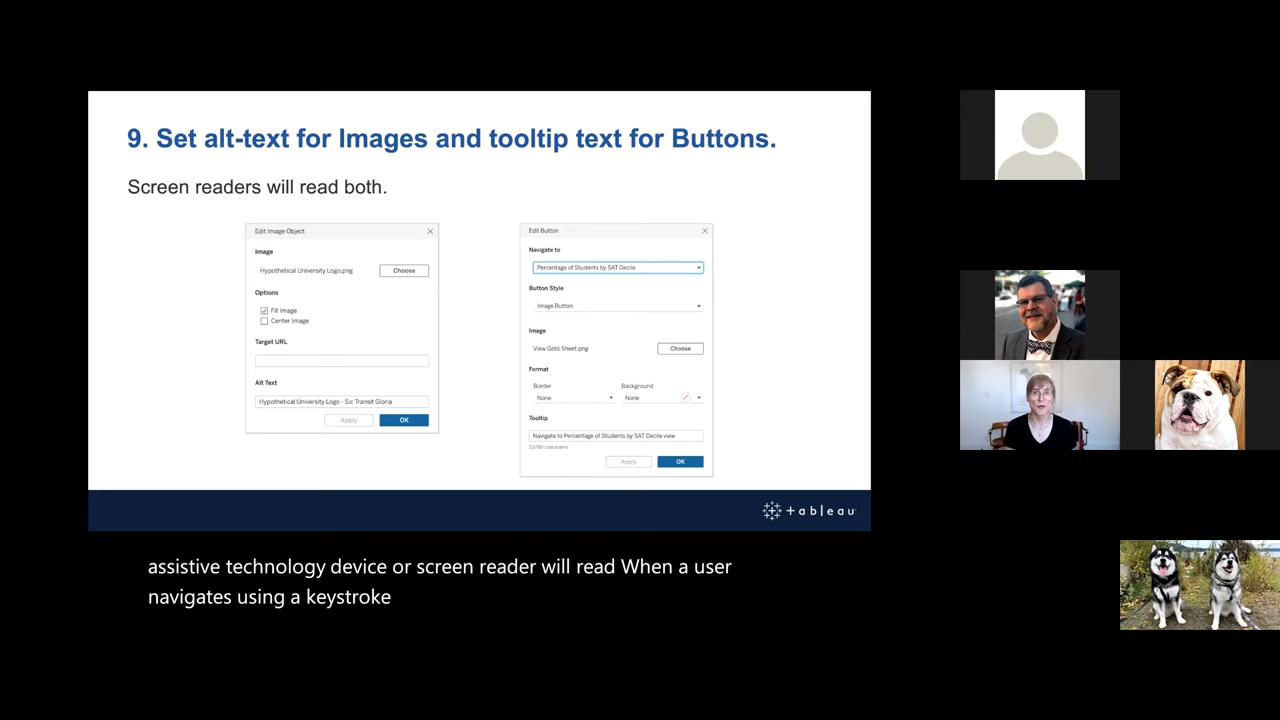 9. Set alt-text for Images and tooltip text for Buttons.
Screen readers will read both.
Edit Image Object
Image
Hypothetical University Logo.png
Choose
Options
Fit Image
Center Image
Target URL
Alt Text
Hypothetical University Logo - Sic Transit Gloria
Apply
OK
Edit Button
Navigate to
Percentage of Students by SAT Decile
Button Style
Image Button
Image
View Goto Sheet.png
Choose
Format
Border
Background
None
None
Tooltip
Navigate to Percentage of Students by SAT Decile view
53/80 characters
Apply
OK
+ableau
assistive technology device or screen reader will read When a user
navigates using a keystroke